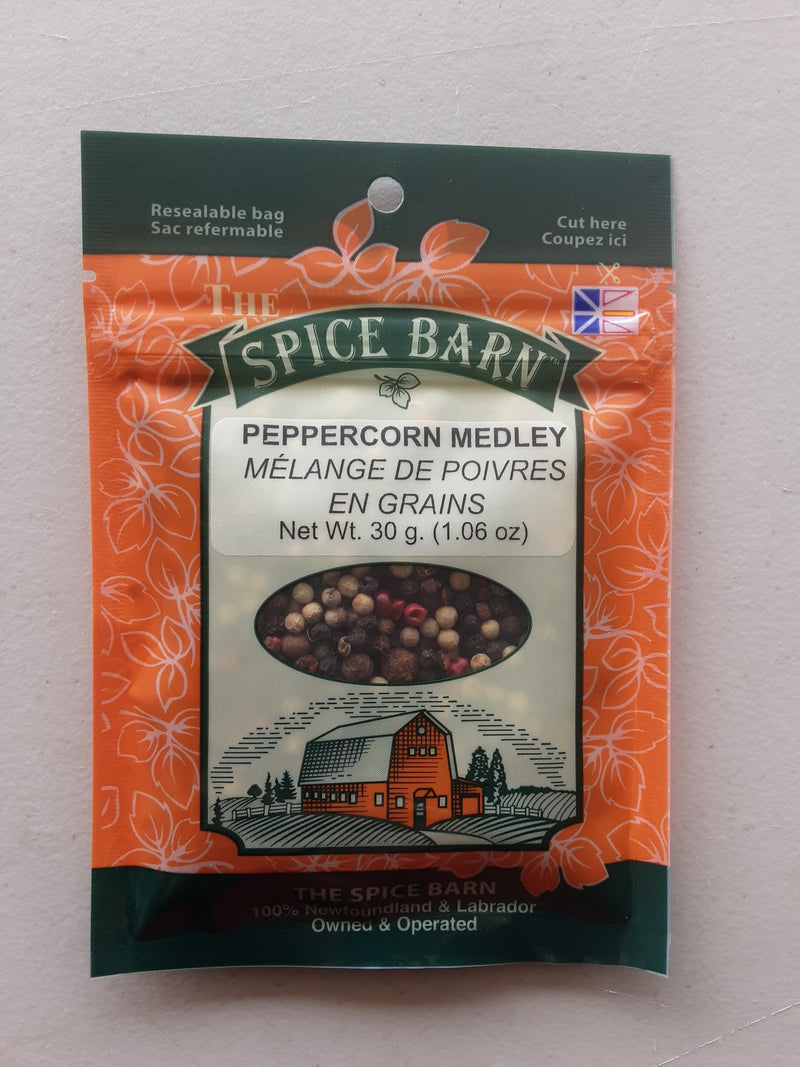 Resealable bag
Sac refermable
Cut here
Coupez ici
THE
SPICE BARN™
PEPPERCORN MEDLEY
MÉLANGE DE POIVRES
EN GRAINS
Net Wt. 30 g. (1.06 oz)
THE SPICE BARN
100% Newfoundland & Labrador
Owned & Operated